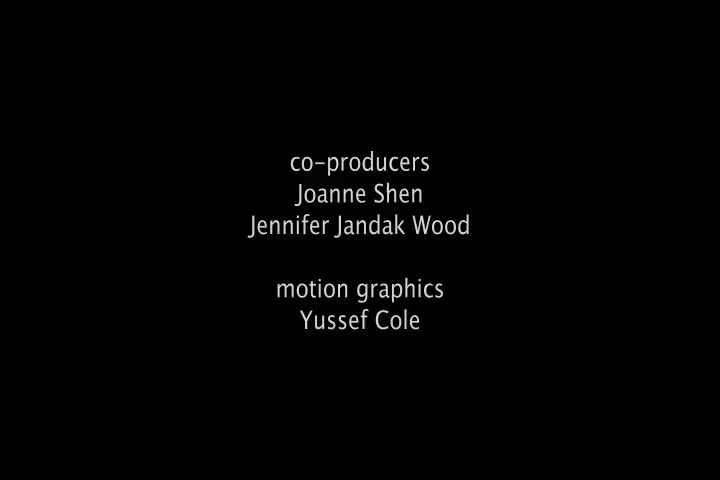 co-producers
Joanne Shen
Jennifer Jandak Wood
motion graphics
Yussef Cole